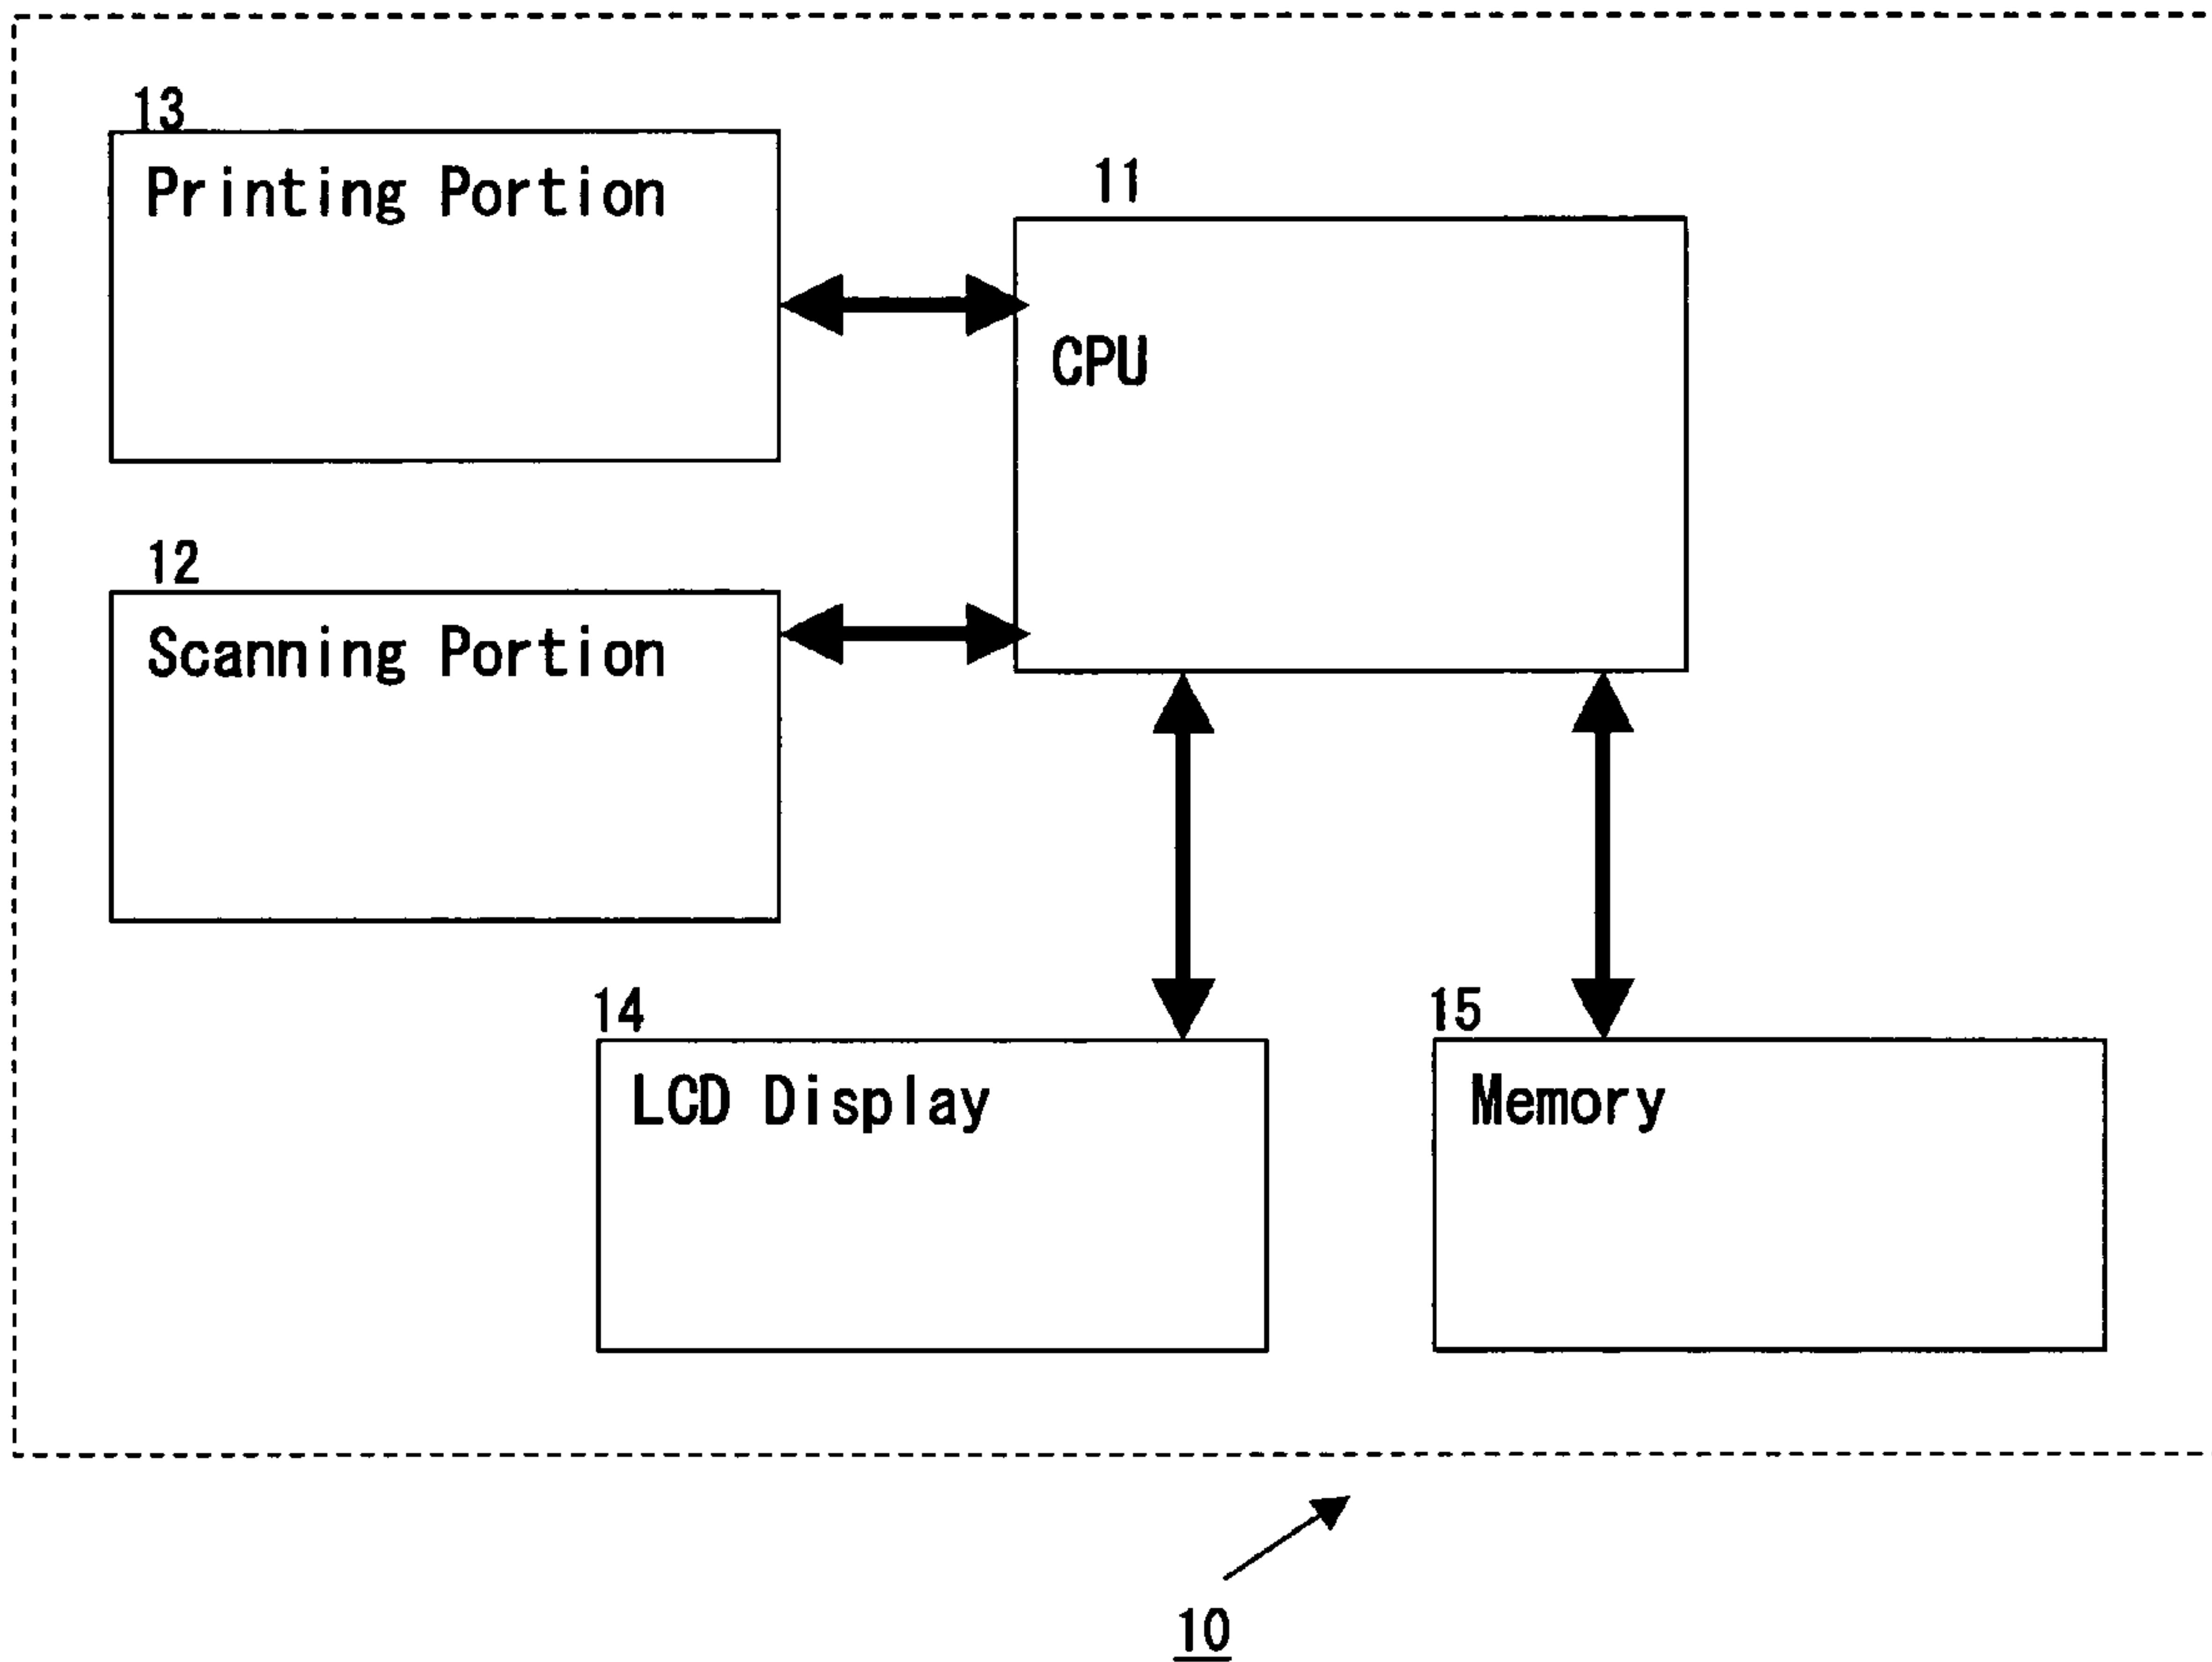 13
Printing Portion
11
CPU
12
Scanning Portion
14
LCD Display
15
Memory
10